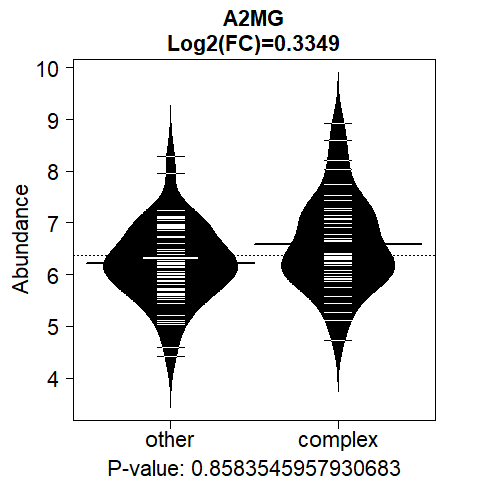 A2MG
Log2(FC)=0.3349
10
9
8
7
6
5
4
Abundance
other complex
P-value: 0.8583545957930683